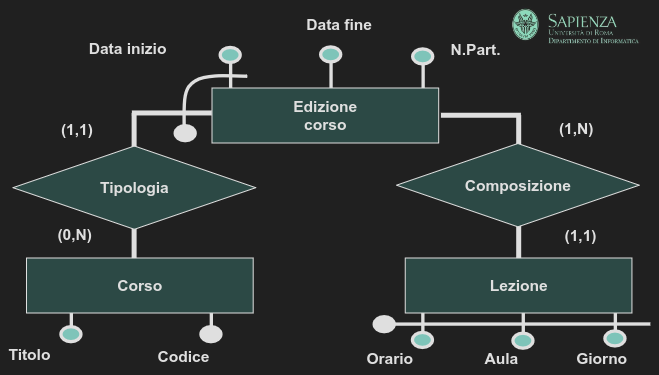 SAPIENZA
UNIVERSITÀ DI ROMA
DIPARTIMENTO DI INFORMATICA
Data fine
Data inizio
N.Part.
Edizione
corso
(1,1)
(1,N)
Tipologia
Composizione
(0,N)
(1,1)
Corso
Lezione
Titolo
Codice
Orario
Aula
Giorno